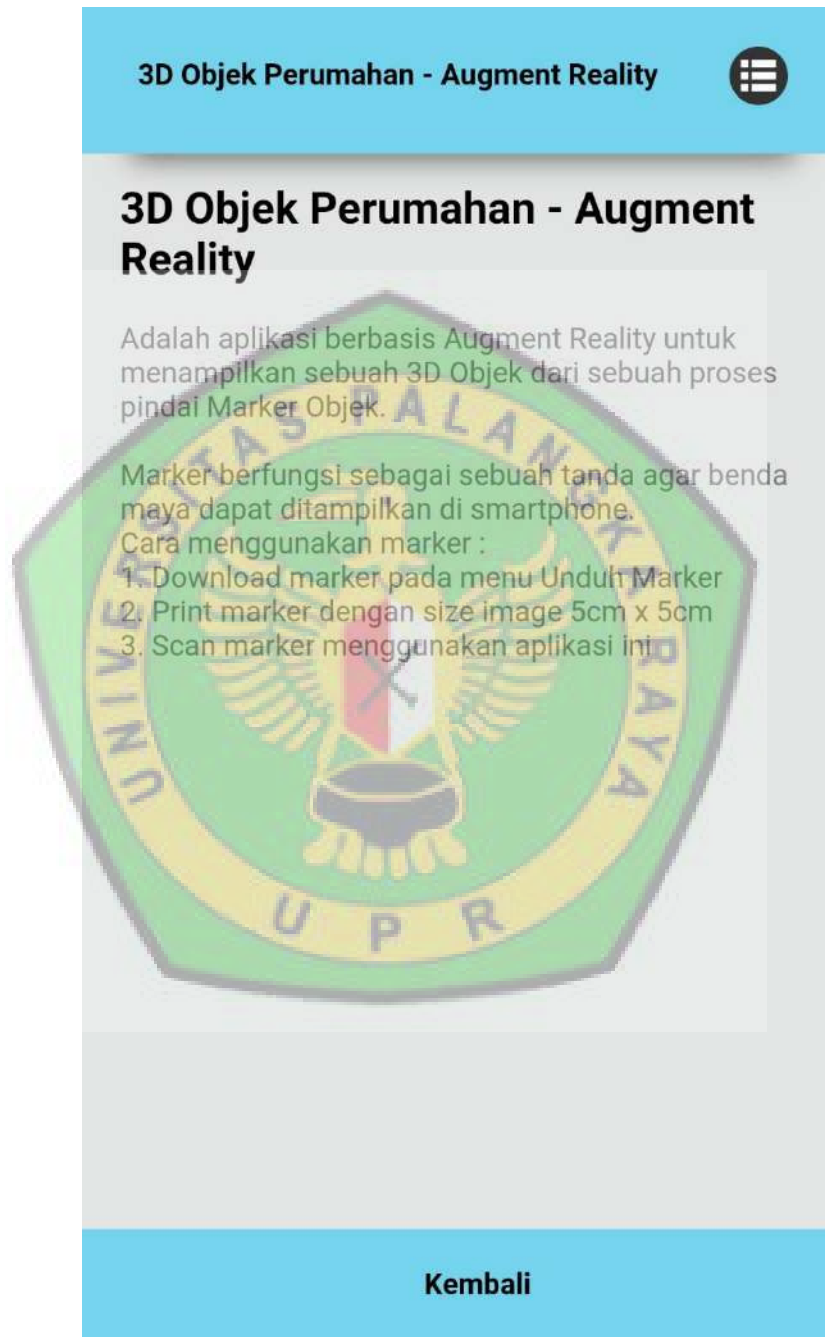 3D Objek Perumahan - Augment Reality
3D Objek Perumahan - Augment
Reality
Adalah aplikasi berbasis Augment Reality untuk
menampilkan sebuah 3D Objek dari sebuah proses
pindai Marker Objek.
Marker berfungsi sebagai sebuah tanda agar benda
maya dapat ditampilkan di smartphone.
Cara menggunakan marker :
1. Download marker pada menu Unduh Marker
2. Print marker dengan size image 5cm x 5cm
3. Scan marker menggunakan aplikasi ini
UNIVERSITAS PALANGKA RAYA
UPR
Kembali